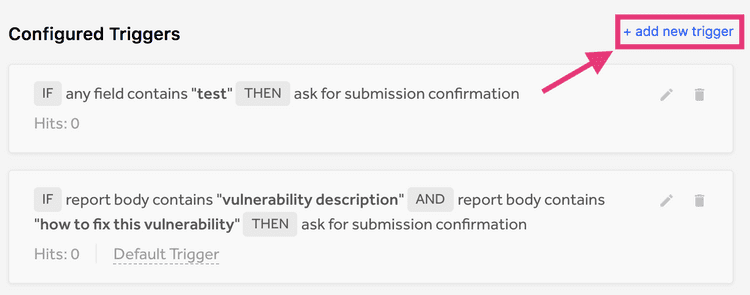 Configured Triggers
+ add new trigger
IF any field contains "test" THEN ask for submission confirmation
Hits: 0
IF report body contains "vulnerability description" AND report body contains
"how to fix this vulnerability" THEN ask for submission confirmation
Hits: 0 Default Trigger